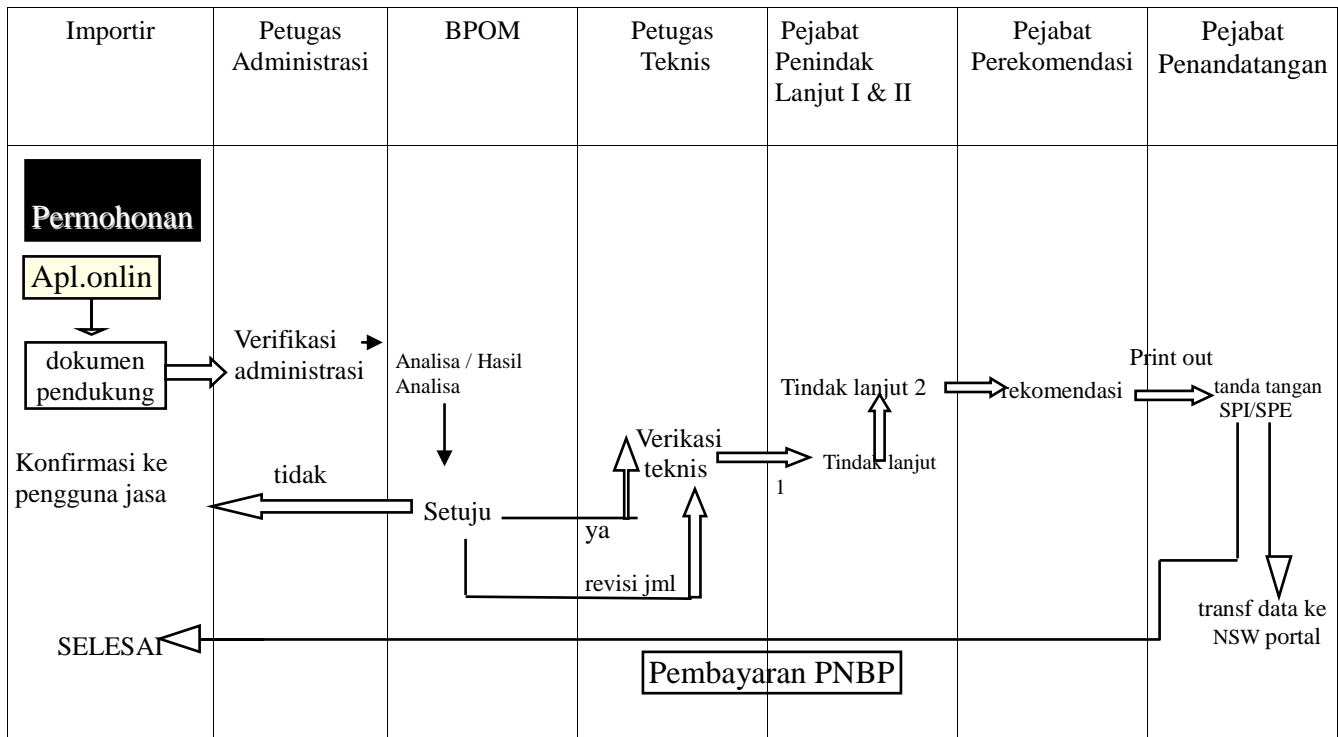 Importir
Petugas
Administrasi
BPOM
Petugas
Teknis
Pejabat
Penindak
Lanjut I & II
Pejabat
Perekomendasi
Pejabat
Penandatangan
Permohonan
Apl.onlin
dokumen
pendukung
Verifikasi
administrasi
Analisa / Hasil
Analisa
Setuju
tidak
Konfirmasi ke
pengguna jasa
ya
revisi jml
Verikasi
teknis
Tindak lanjut
1
Tindak lanjut 2
rekomendasi
Print out
tanda tangan
SPI/SPE
transf data ke
NSW portal
SELESAI
Pembayaran PNBP